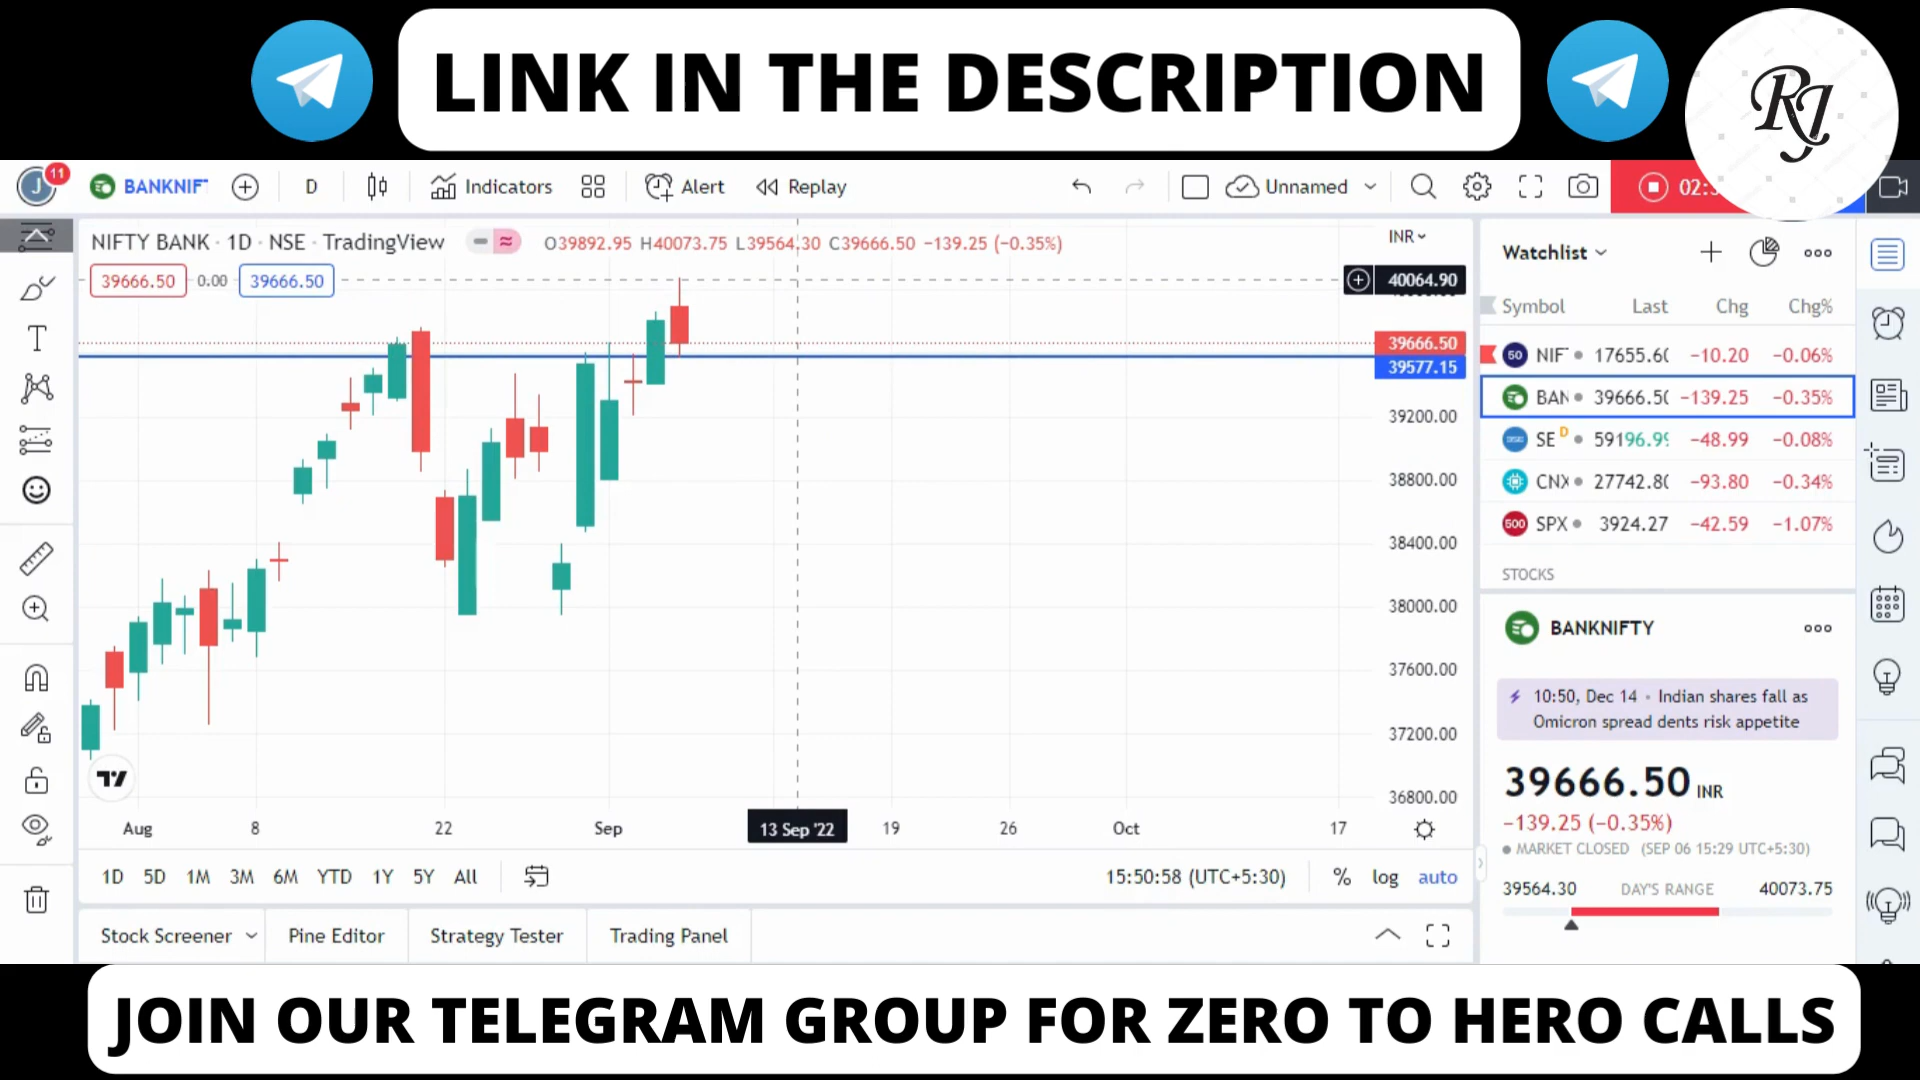 LINK IN THE DESCRIPTION
RJ
J 11 BANKNIF D Indicators Alert Replay Unnamed 02:
NIFTY BANK · 1D · NSE · TradingView O39892.95 H40073.75 L39564.30 C39666.50 −139.25 (−0.35%) INR
39666.50 0.00 39666.50
40064.90
39666.50
39577.15
39200.00
38800.00
38400.00
38000.00
37600.00
37200.00
36800.00
Aug 8 22 Sep 13 Sep '22 19 26 Oct 17
1D 5D 1M 3M 6M YTD 1Y 5Y All 15:50:58 (UTC+5:30) % log auto
Stock Screener Pine Editor Strategy Tester Trading Panel
Watchlist
Symbol Last Chg Chg%
50 NIF 17655.60 −10.20 −0.06%
BAN 39666.50 −139.25 −0.35%
SE D 59196.99 −48.99 −0.08%
CNX 27742.80 −93.80 −0.34%
500 SPX 3924.27 −42.59 −1.07%
STOCKS
BANKNIFTY
10:50, Dec 14 • Indian shares fall as
Omicron spread dents risk appetite
39666.50 INR
−139.25 (−0.35%)
MARKET CLOSED (SEP 06 15:29 UTC+5:30)
39564.30 DAY'S RANGE 40073.75
JOIN OUR TELEGRAM GROUP FOR ZERO TO HERO CALLS